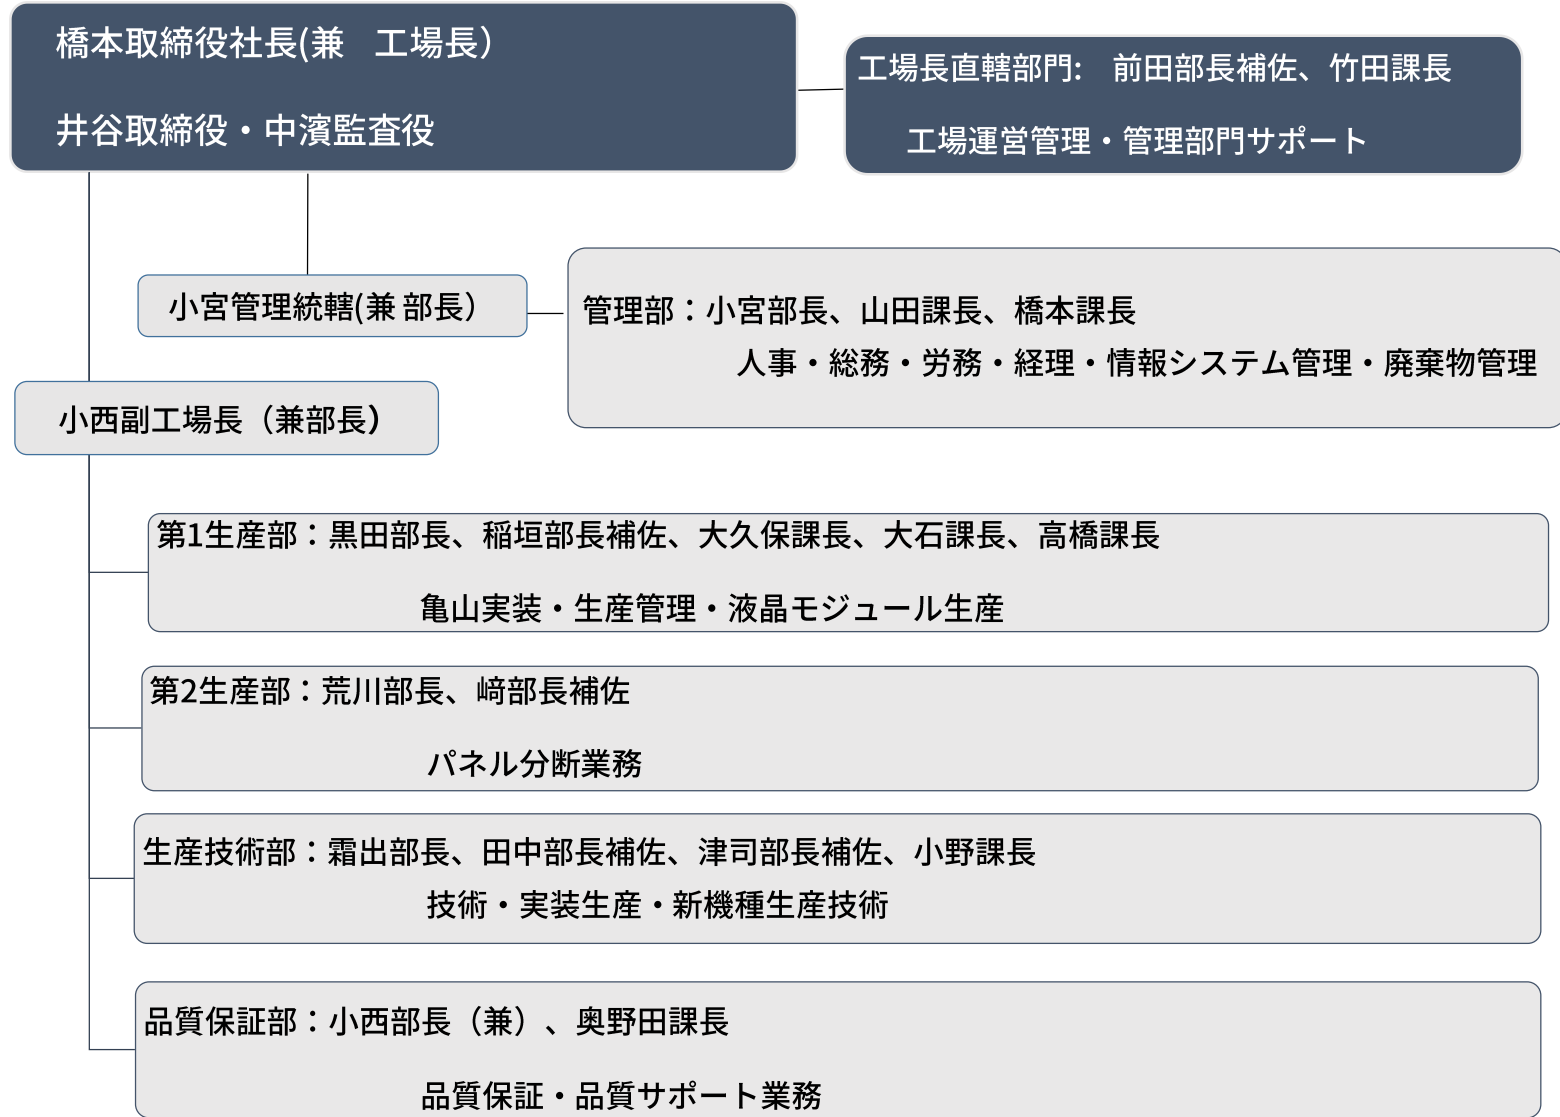 橋本取締役社長(兼　工場長）
井谷取締役・中濱監査役
工場長直轄部門:　前田部長補佐、竹田課長
工場運営管理・管理部門サポート
小宮管理統轄(兼 部長）
管理部：小宮部長、山田課長、橋本課長
人事・総務・労務・経理・情報システム管理・廃棄物管理
小西副工場長（兼部長)
第1生産部：黒田部長、稲垣部長補佐、大久保課長、大石課長、高橋課長
亀山実装・生産管理・液晶モジュール生産
第2生産部：荒川部長、﨑部長補佐
パネル分断業務
生産技術部：霜出部長、田中部長補佐、津司部長補佐、小野課長
技術・実装生産・新機種生産技術
品質保証部：小西部長（兼）、奥野田課長
品質保証・品質サポート業務